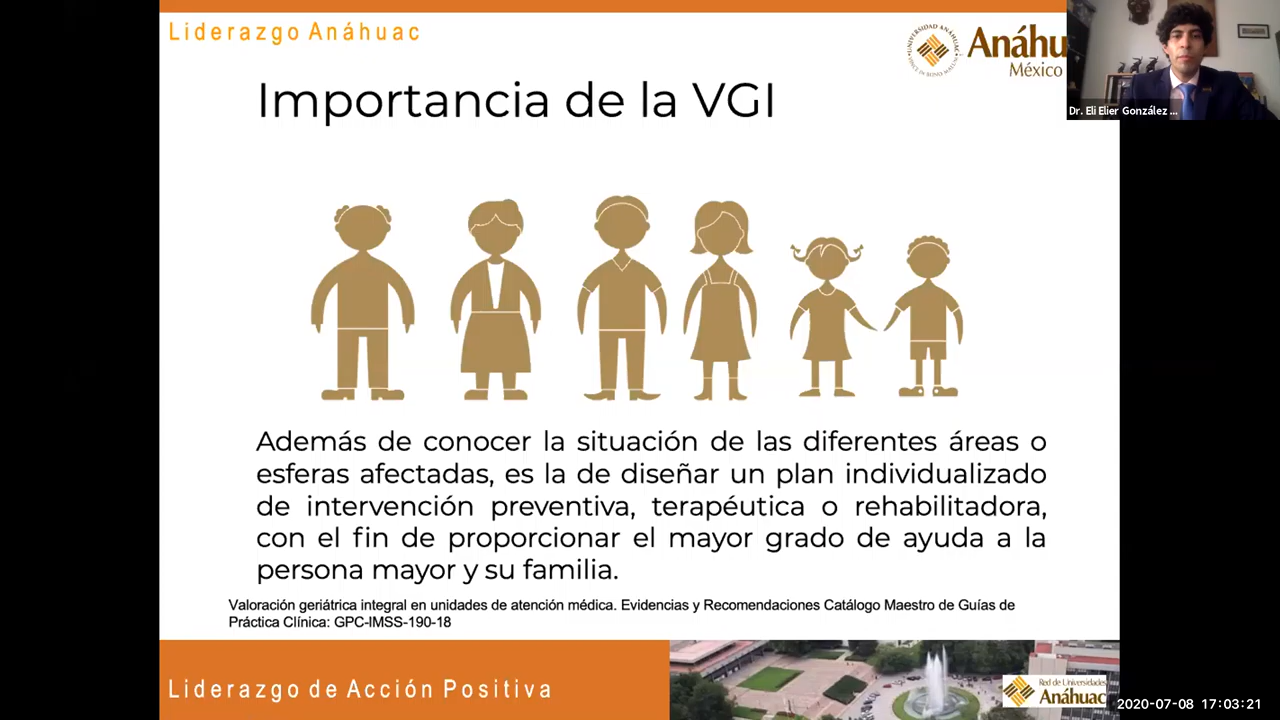 Liderazgo Anáhuac
Anáhu
México
Dr. Eli Elier González ...
Importancia de la VGI
Además de conocer la situación de las diferentes áreas o
esferas afectadas, es la de diseñar un plan individualizado
de intervención preventiva, terapéutica o rehabilitadora,
con el fin de proporcionar el mayor grado de ayuda a la
persona mayor y su familia.
Valoración geriátrica integral en unidades de atención médica. Evidencias y Recomendaciones Catálogo Maestro de Guías de
Práctica Clínica: GPC-IMSS-190-18
Liderazgo de Acción Positiva
Red de Universidades
Anáhuac
2020-07-08 17:03:21